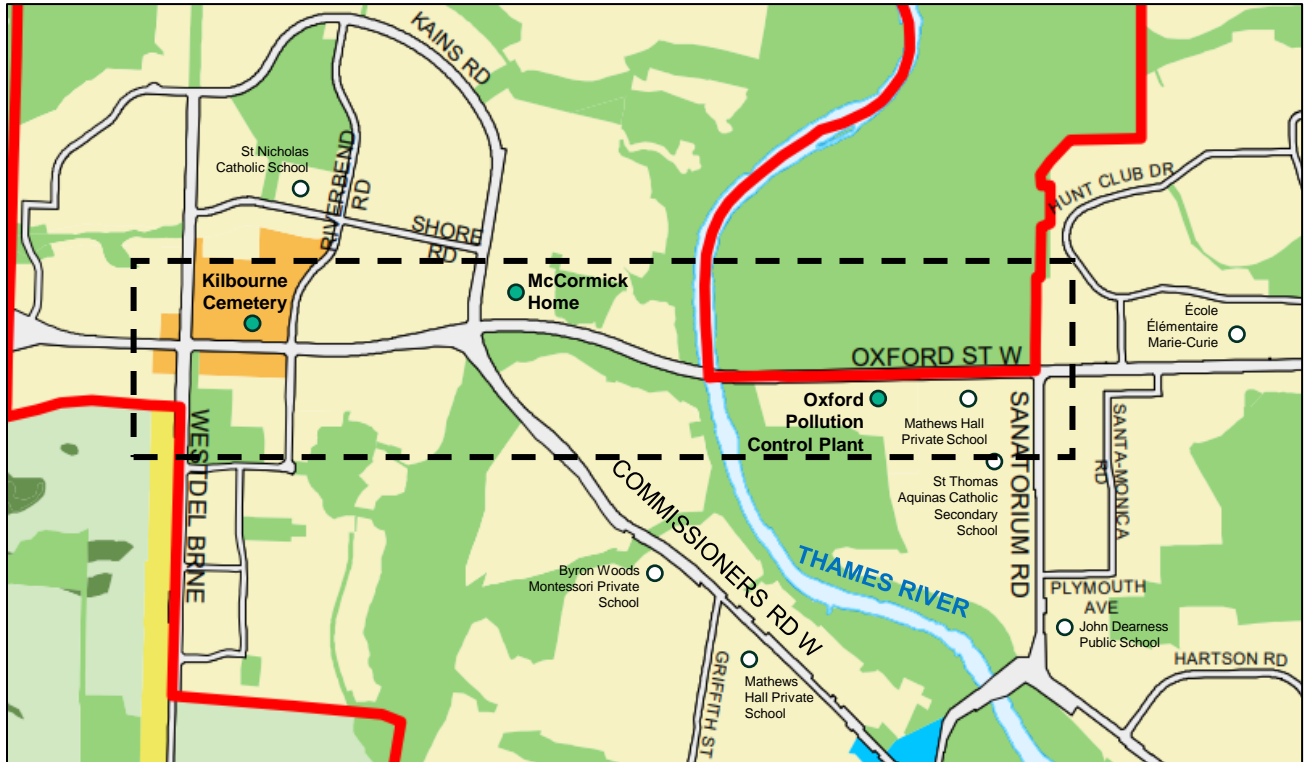 KAINS RD
St Nicholas
Catholic School
RIVERBEND
RD
SHORE
RD
HUNT CLUB DR
Kilbourne
Cemetery
McCormick
Home
École
Élémentaire
Marie-Curie
OXFORD ST W
Oxford
Pollution
Control Plant
Mathews Hall
Private School
WESTDEL BRNE
SANATORIUM RD
SANTA-MONICA
RD
St Thomas
Aquinas Catholic
Secondary
School
COMMISSIONERS RD W
THAMES RIVER
Byron Woods
Montessori Private
School
PLYMOUTH
AVE
John Dearness
Public School
GRIFFITH ST
Mathews
Hall Private
School
HARTSON RD